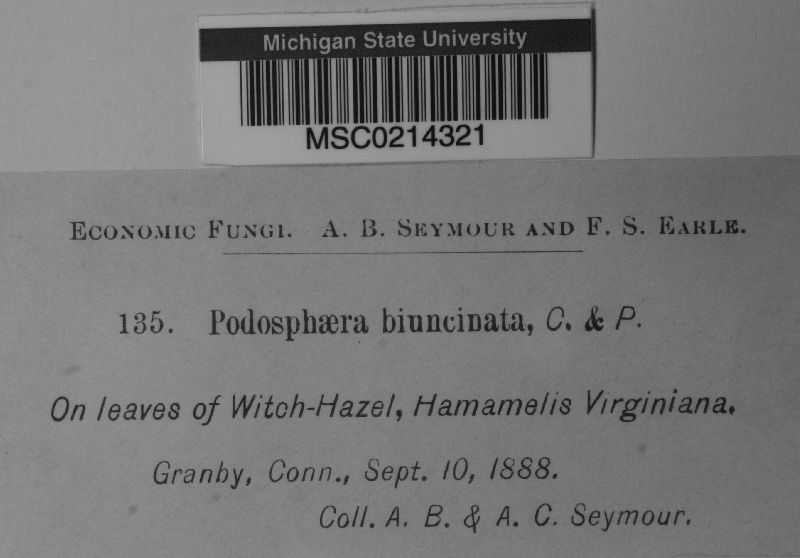 Michigan State University
MSC0214321
ECONOMIC FUNGI. A. B. SEYMOUR AND F. S. EARLE.
135. Podosphæra biuncinata, C. & P.
On leaves of Witch-Hazel, Hamamelis Virginiana.
Granby, Conn., Sept. 10, 1888.
Coll. A. B. & A. C. Seymour.